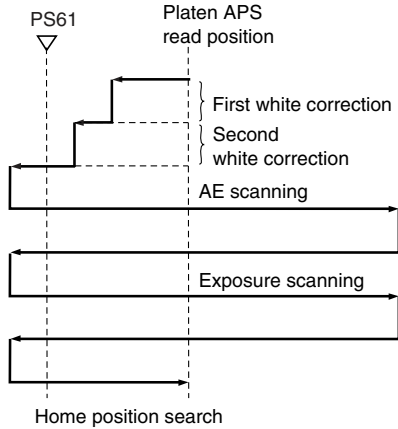 PS61
Platen APS
read position
First white correction
Second
white correction
AE scanning
Exposure scanning
Home position search